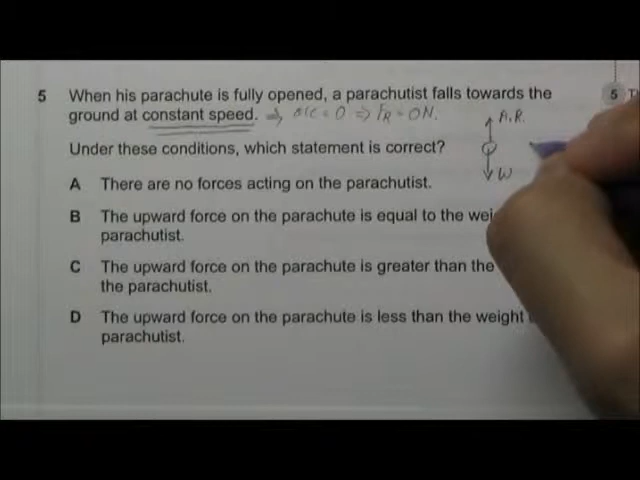 5 When his parachute is fully opened, a parachutist falls towards the 5 T
ground at constant speed. ⇒ acc = 0 ⇒ FR = 0N. A.R.
Under these conditions, which statement is correct?
W
A There are no forces acting on the parachutist.
B The upward force on the parachute is equal to the
parachutist.
C The upward force on the parachute is greater than the
the parachutist.
D The upward force on the parachute is less than the weight
parachutist.